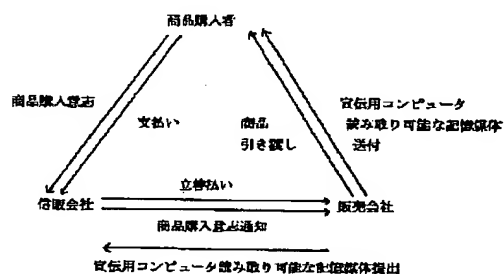 商品購入者
商品購入意志
支払い
商品
引き渡し
宣伝用コンピュータ
読み取り可能な記憶媒体
送付
立替払い
信販会社
販売会社
商品購入意志通知
宣伝用コンピュータ読み取り可能な記憶媒体提出